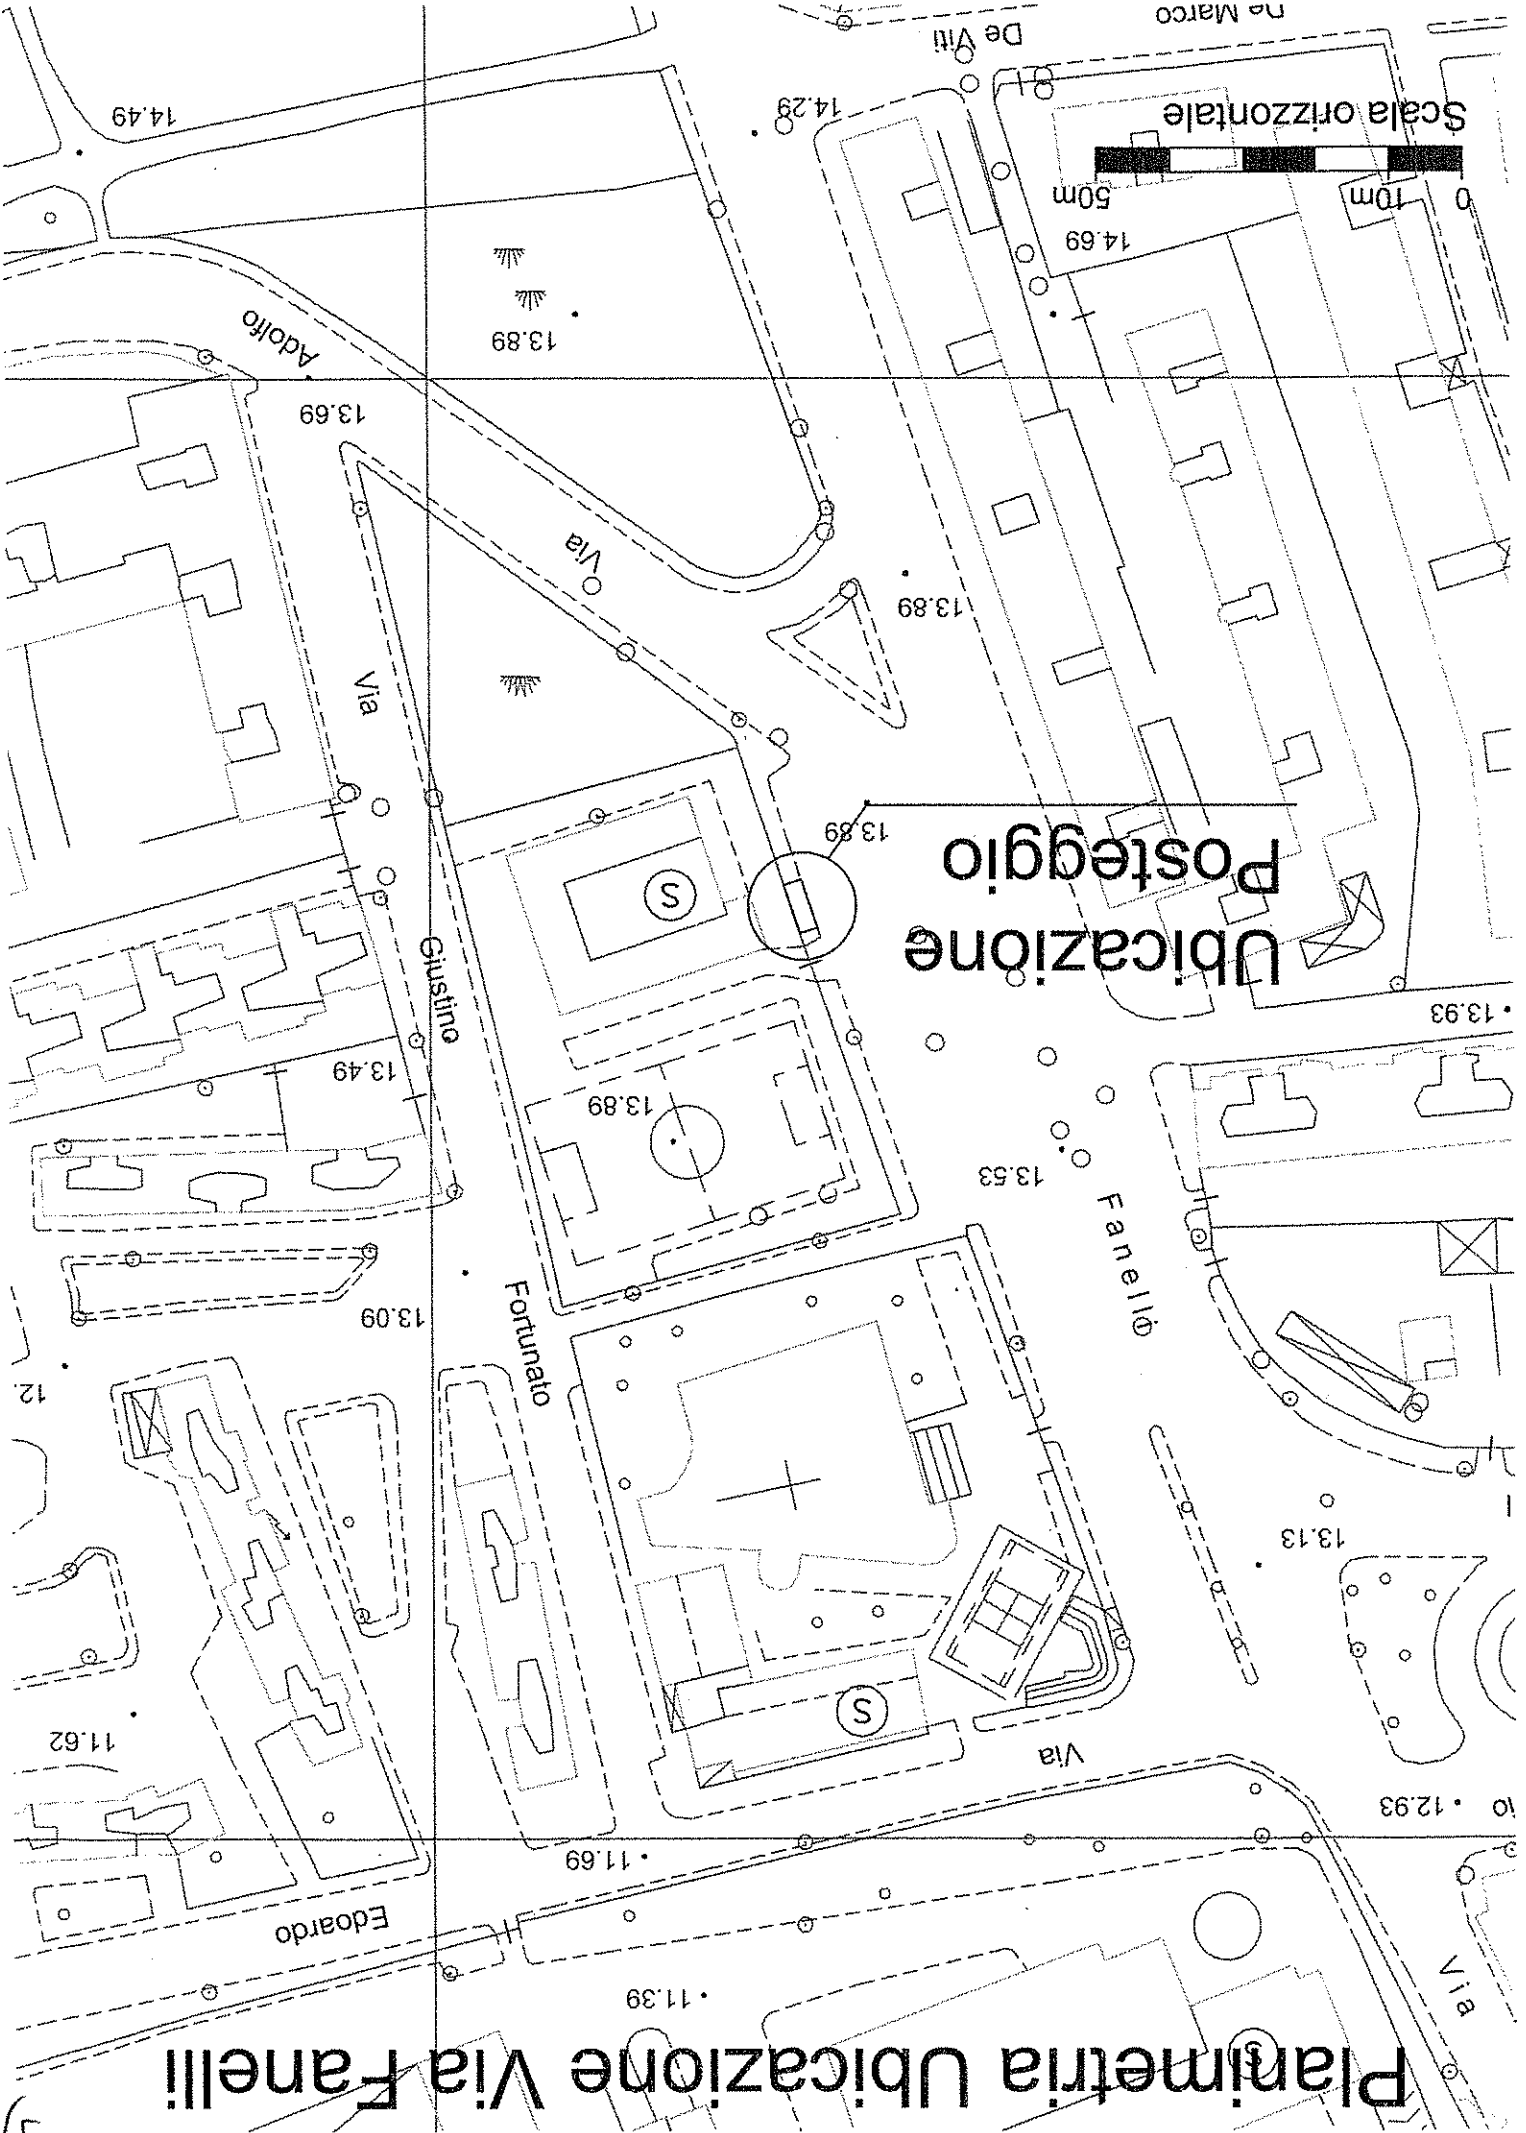 Planimetria Ubicazione Via Fanelli
11.39
Via
Edoardo
11.69
12.93
io
Via
11.62
S
13.13
12.
13.09
Fortunato
Fanelli
13.53
13.89
13.49
13.93
Giustino
Ubicazione
Posteggio
S
13.89
Via
13.89
Via
13.69
Adolfo
13.89
14.69
0
10m
50m
Scala orizzontale
14.29
14.49
De Viti
De Marco